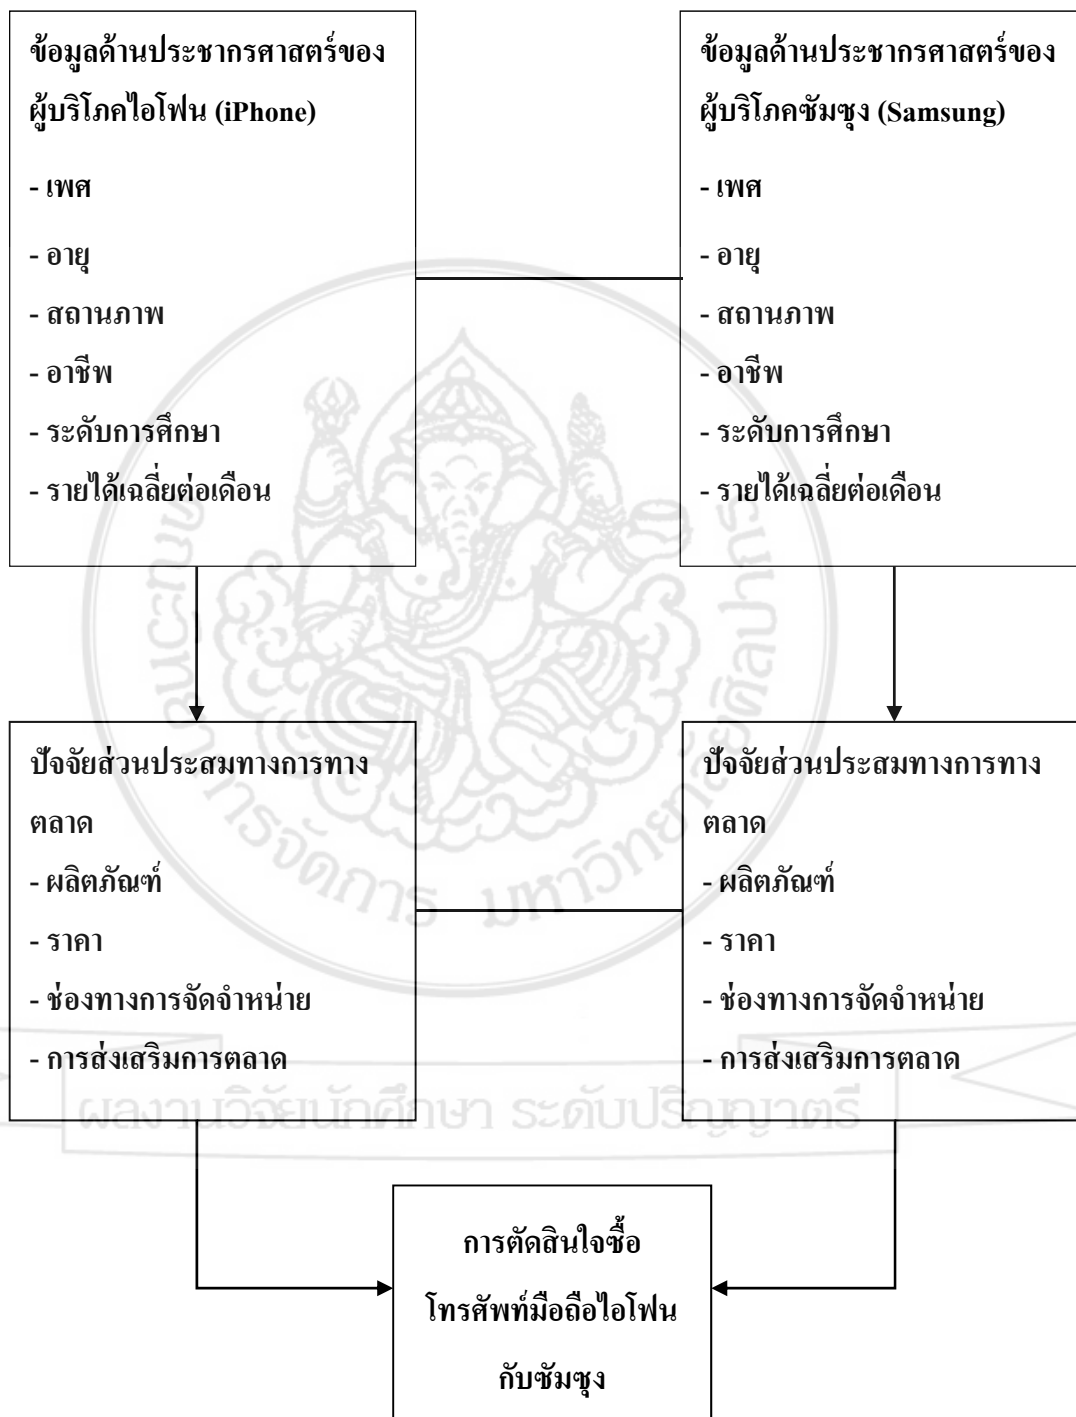 ข้อมูลด้านประชากรศาสตร์ของ
ผู้บริโภคไอโฟน (iPhone)
- เพศ
- อายุ
- สถานภาพ
- อาชีพ
- ระดับการศึกษา
- รายได้เฉลี่ยต่อเดือน
ข้อมูลด้านประชากรศาสตร์ของ
ผู้บริโภคซัมซุง (Samsung)
- เพศ
- อายุ
- สถานภาพ
- อาชีพ
- ระดับการศึกษา
- รายได้เฉลี่ยต่อเดือน
ปัจจัยส่วนประสมทางการทาง
ตลาด
- ผลิตภัณฑ์
- ราคา
- ช่องทางการจัดจำหน่าย
- การส่งเสริมการตลาด
ปัจจัยส่วนประสมทางการทาง
ตลาด
- ผลิตภัณฑ์
- ราคา
- ช่องทางการจัดจำหน่าย
- การส่งเสริมการตลาด
ผลงานวิจัยนักศึกษา ระดับปริญญาตรี
การตัดสินใจซื้อ
โทรศัพท์มือถือไอโฟน
กับซัมซุง